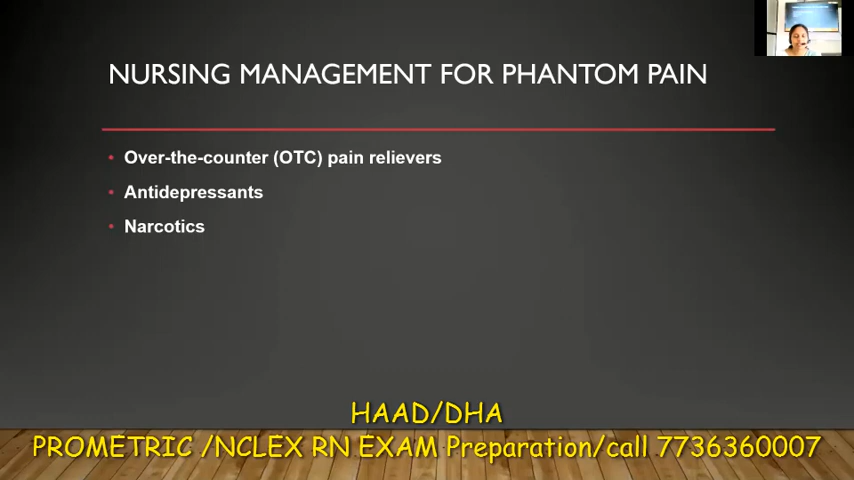 NURSING MANAGEMENT FOR PHANTOM PAIN
• Over-the-counter (OTC) pain relievers
• Antidepressants
• Narcotics
HAAD/DHA
PROMETRIC /NCLEX RN EXAM Preparation/call 7736360007